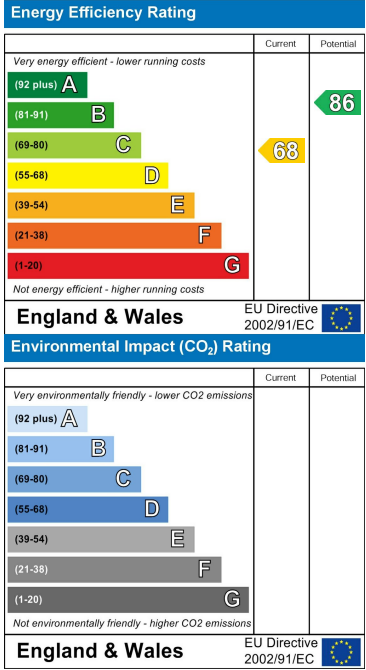 Energy Efficiency Rating
Current Potential
Very energy efficient - lower running costs
(92 plus) A
(81-91) B
(69-80) C
(55-68) D
(39-54) E
(21-38) F
(1-20) G
86
68
Not energy efficient - higher running costs
England & Wales
EU Directive
2002/91/EC
Environmental Impact (CO₂) Rating
Current Potential
Very environmentally friendly - lower CO2 emissions
(92 plus) A
(81-91) B
(69-80) C
(55-68) D
(39-54) E
(21-38) F
(1-20) G
Not environmentally friendly - higher CO2 emissions
England & Wales
EU Directive
2002/91/EC